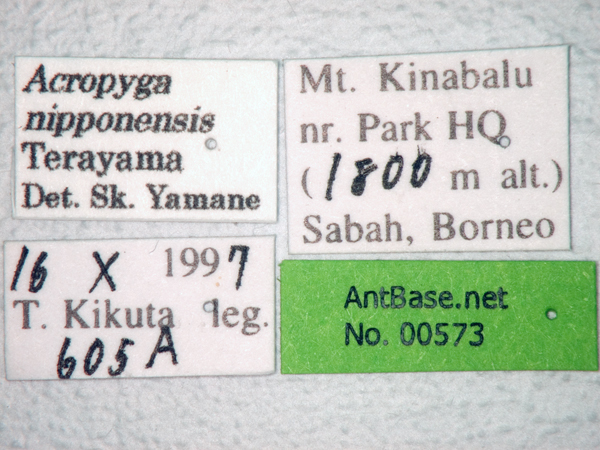 Acropyga
nipponensis
Terayama
Det. Sk. Yamane
Mt. Kinabalu
nr. Park HQ
(1800 m alt.)
Sabah, Borneo
16 X 1997
T. Kikuta leg.
605A
AntBase.net
No. 00573